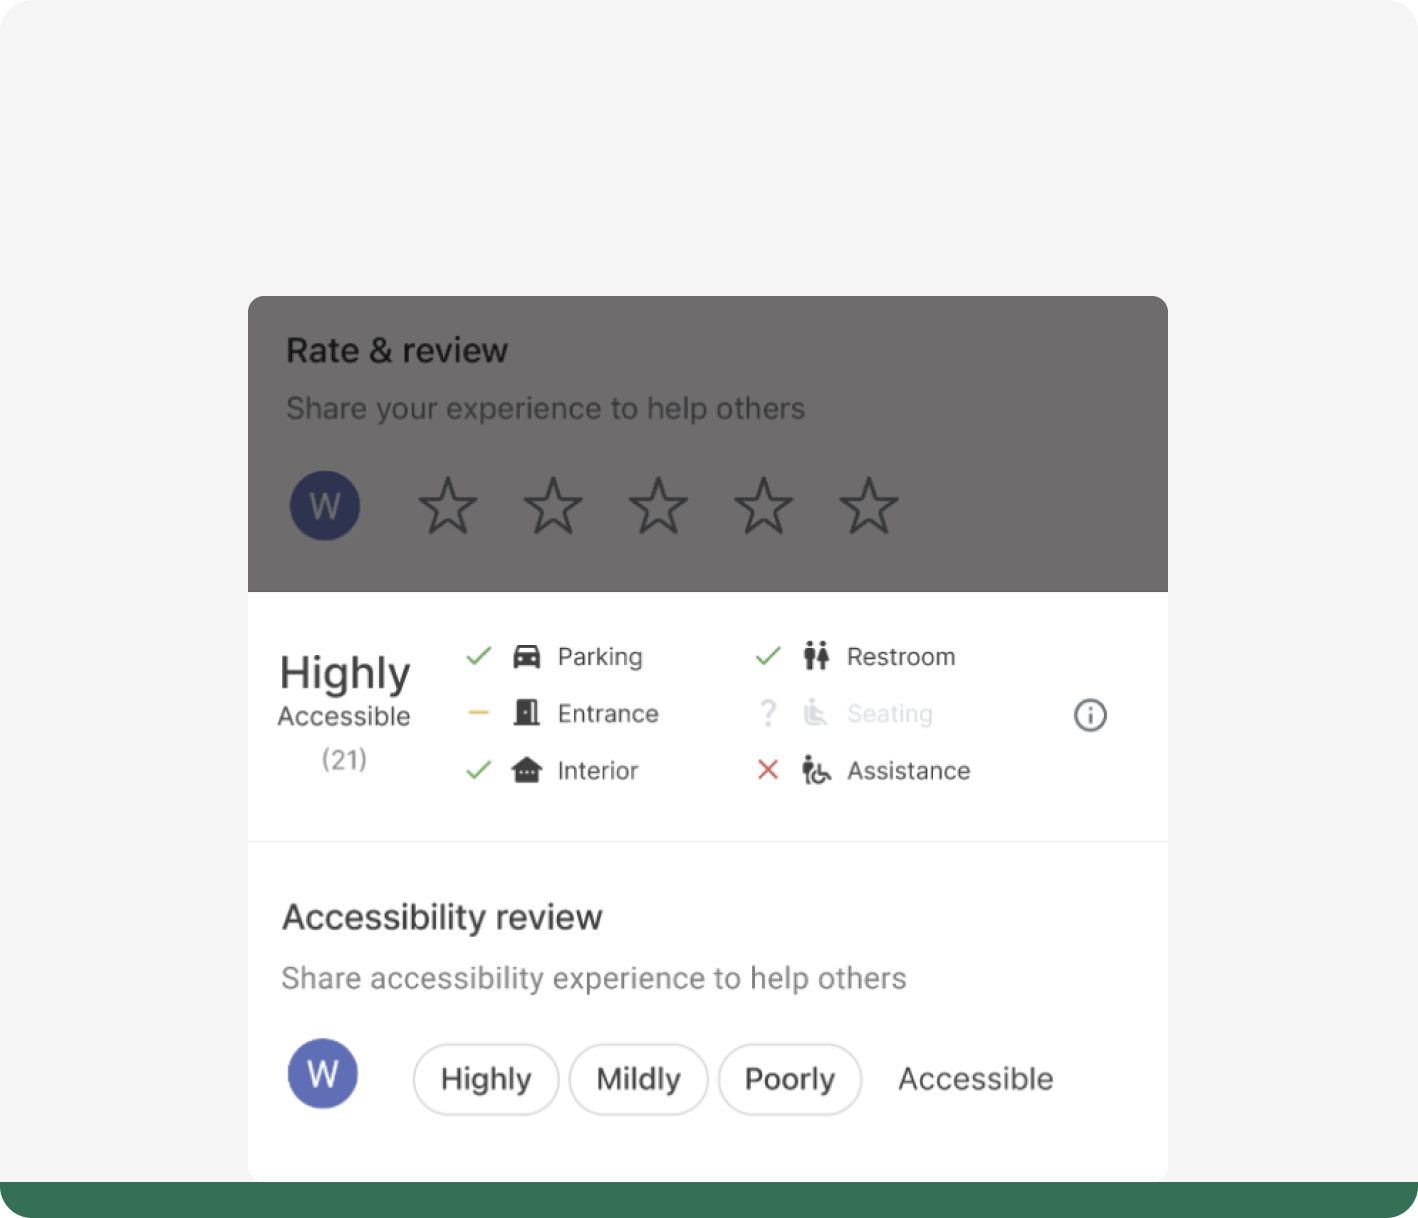 Rate & review
Share your experience to help others
W
Highly
Accessible
(21)
Parking
Restroom
Entrance
? Seating
Interior
Assistance
Accessibility review
Share accessibility experience to help others
W Highly Mildly Poorly Accessible